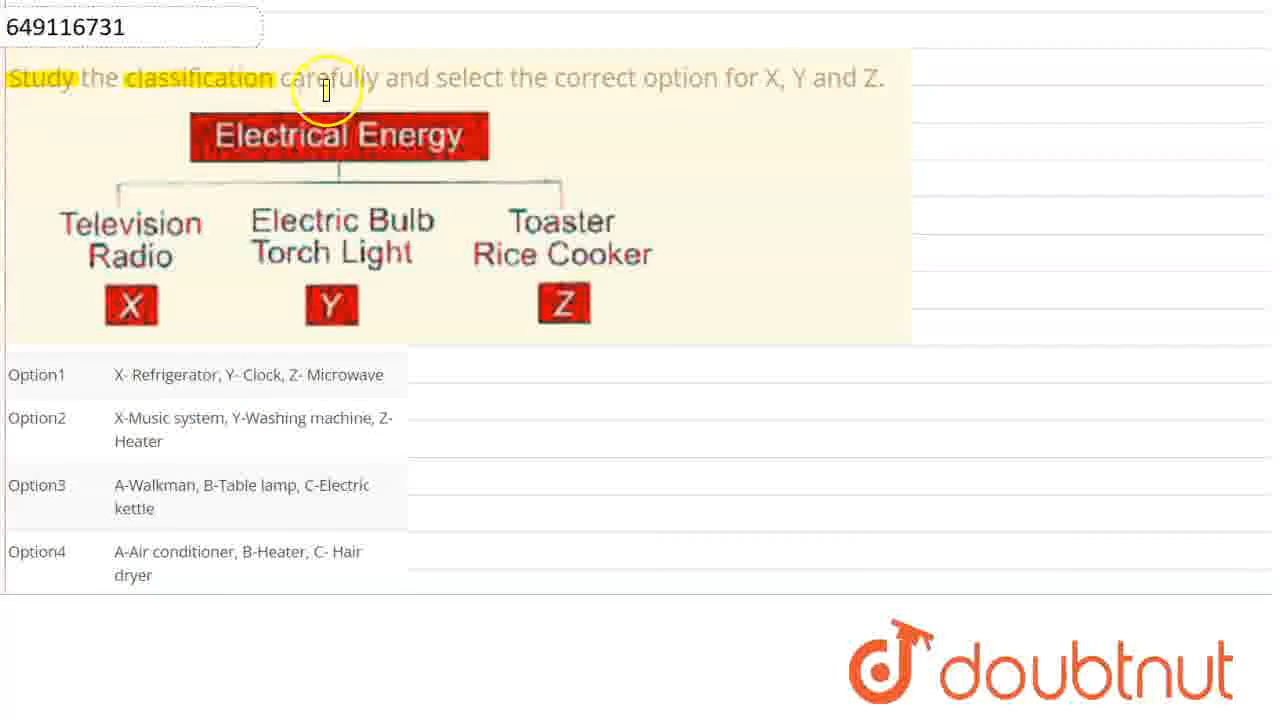 649116731
Study the classification carefully and select the correct option for X, Y and Z.
Electrical Energy
Television Electric Bulb Toaster
Radio Torch Light Rice Cooker
X Y Z
Option1 X- Refrigerator, Y- Clock, Z- Microwave
Option2 X-Music system, Y-Washing machine, Z-
Heater
Option3 A-Walkman, B-Table lamp, C-Electric
kettle
Option4 A-Air conditioner, B-Heater, C- Hair
dryer
doubtnut